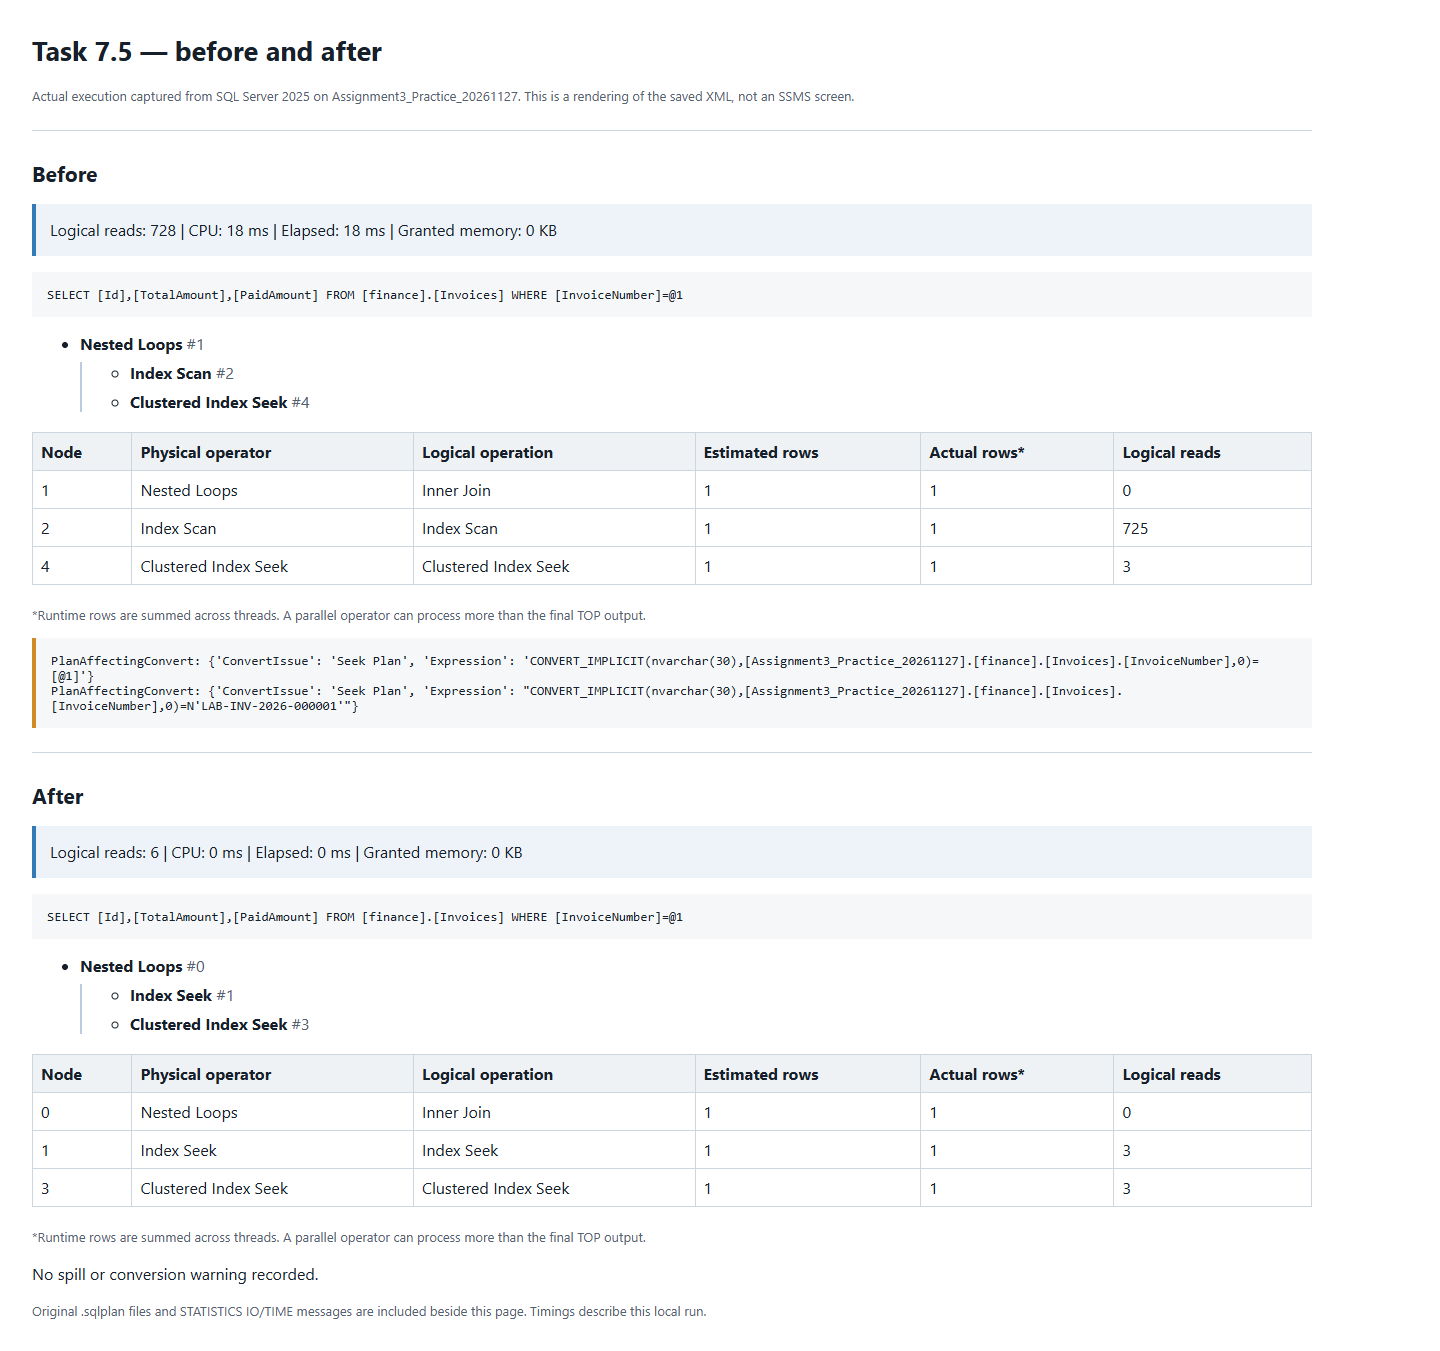 Task 7.5 — before and after
Actual execution captured from SQL Server 2025 on Assignment3_Practice_20261127. This is a rendering of the saved XML, not an SSMS screen.
Before
Logical reads: 728 | CPU: 18 ms | Elapsed: 18 ms | Granted memory: 0 KB
SELECT [Id],[TotalAmount],[PaidAmount] FROM [finance].[Invoices] WHERE [InvoiceNumber]=@1
Nested Loops #1
Index Scan #2
Clustered Index Seek #4
Node Physical operator Logical operation Estimated rows Actual rows* Logical reads
1 Nested Loops Inner Join 1 1 0
2 Index Scan Index Scan 1 1 725
4 Clustered Index Seek Clustered Index Seek 1 1 3
*Runtime rows are summed across threads. A parallel operator can process more than the final TOP output.
PlanAffectingConvert: {'ConvertIssue': 'Seek Plan', 'Expression': 'CONVERT_IMPLICIT(nvarchar(30),[Assignment3_Practice_20261127].[finance].[Invoices].[InvoiceNumber],0)=
[@1]'}
PlanAffectingConvert: {'ConvertIssue': 'Seek Plan', 'Expression': "CONVERT_IMPLICIT(nvarchar(30),[Assignment3_Practice_20261127].[finance].[Invoices].
[InvoiceNumber],0)=N'LAB-INV-2026-000001'"}
After
Logical reads: 6 | CPU: 0 ms | Elapsed: 0 ms | Granted memory: 0 KB
SELECT [Id],[TotalAmount],[PaidAmount] FROM [finance].[Invoices] WHERE [InvoiceNumber]=@1
Nested Loops #0
Index Seek #1
Clustered Index Seek #3
Node Physical operator Logical operation Estimated rows Actual rows* Logical reads
0 Nested Loops Inner Join 1 1 0
1 Index Seek Index Seek 1 1 3
3 Clustered Index Seek Clustered Index Seek 1 1 3
*Runtime rows are summed across threads. A parallel operator can process more than the final TOP output.
No spill or conversion warning recorded.
Original .sqlplan files and STATISTICS IO/TIME messages are included beside this page. Timings describe this local run.